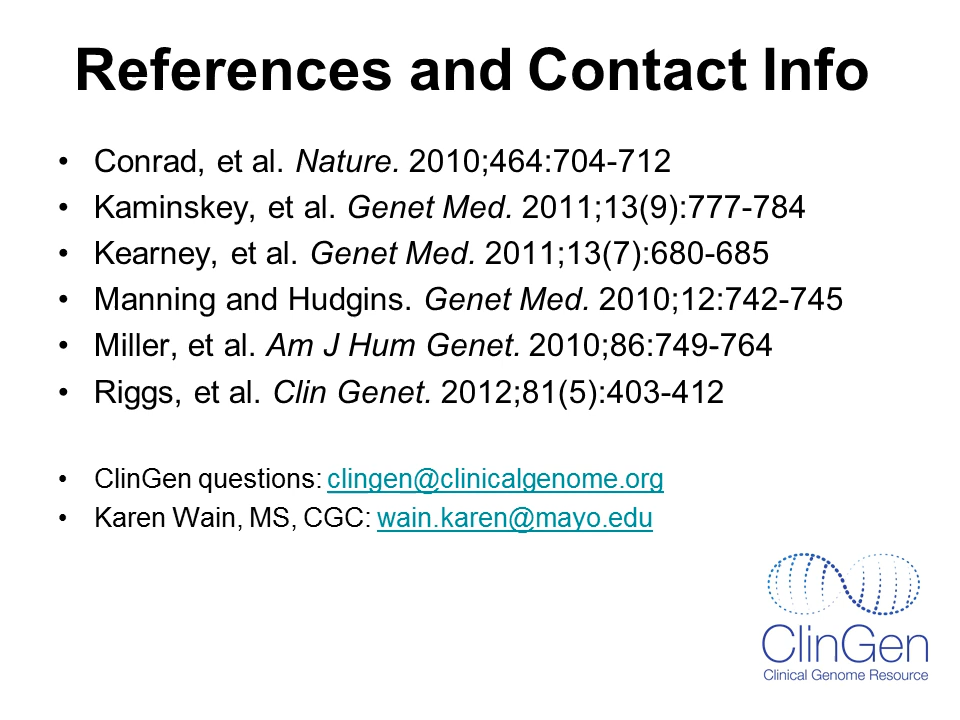 References and Contact Info
• Conrad, et al. Nature. 2010;464:704-712
• Kaminskey, et al. Genet Med. 2011;13(9):777-784
• Kearney, et al. Genet Med. 2011;13(7):680-685
• Manning and Hudgins. Genet Med. 2010;12:742-745
• Miller, et al. Am J Hum Genet. 2010;86:749-764
• Riggs, et al. Clin Genet. 2012;81(5):403-412
• ClinGen questions: clingen@clinicalgenome.org
• Karen Wain, MS, CGC: wain.karen@mayo.edu
ClinGen
Clinical Genome Resource